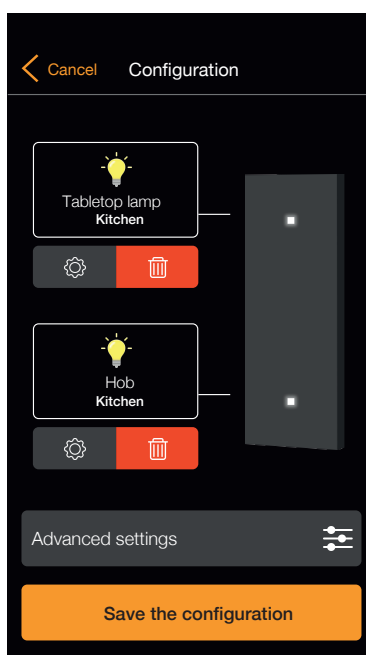 Cancel Configuration
Tabletop lamp
Kitchen
Hob
Kitchen
Advanced settings
Save the configuration